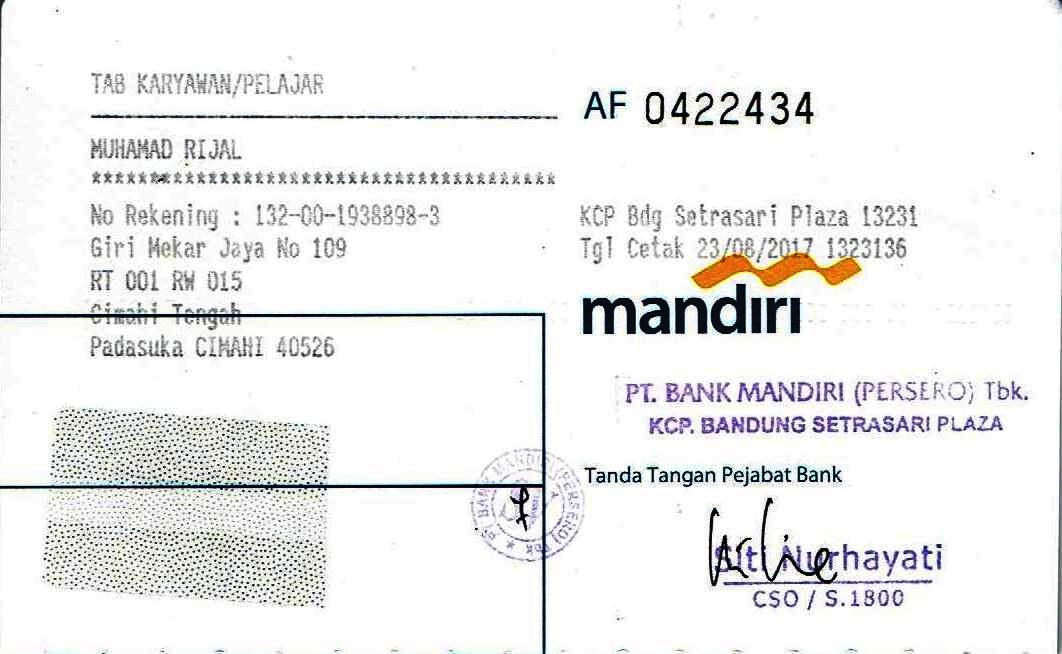 TAB KARYAWAN/PELAJAR
AF 0422434
MUHAMAD RIJAL
****************************************
No Rekening : 132-00-1938898-3
Giri Mekar Jaya No 109
RT 001 RW 015
Cimahi Tengah
Padasuka CIMAHI 40526
KCP Bdg Setrasari Plaza 13231
Tgl Cetak 23/08/2017 1323136
mandiri
PT. BANK MANDIRI (PERSERO) Tbk.
KCP. BANDUNG SETRASARI PLAZA
Tanda Tangan Pejabat Bank
PT BANK MANDIRI (PERSERO) Tbk *
Siti Nurhayati
CSO / S.1800